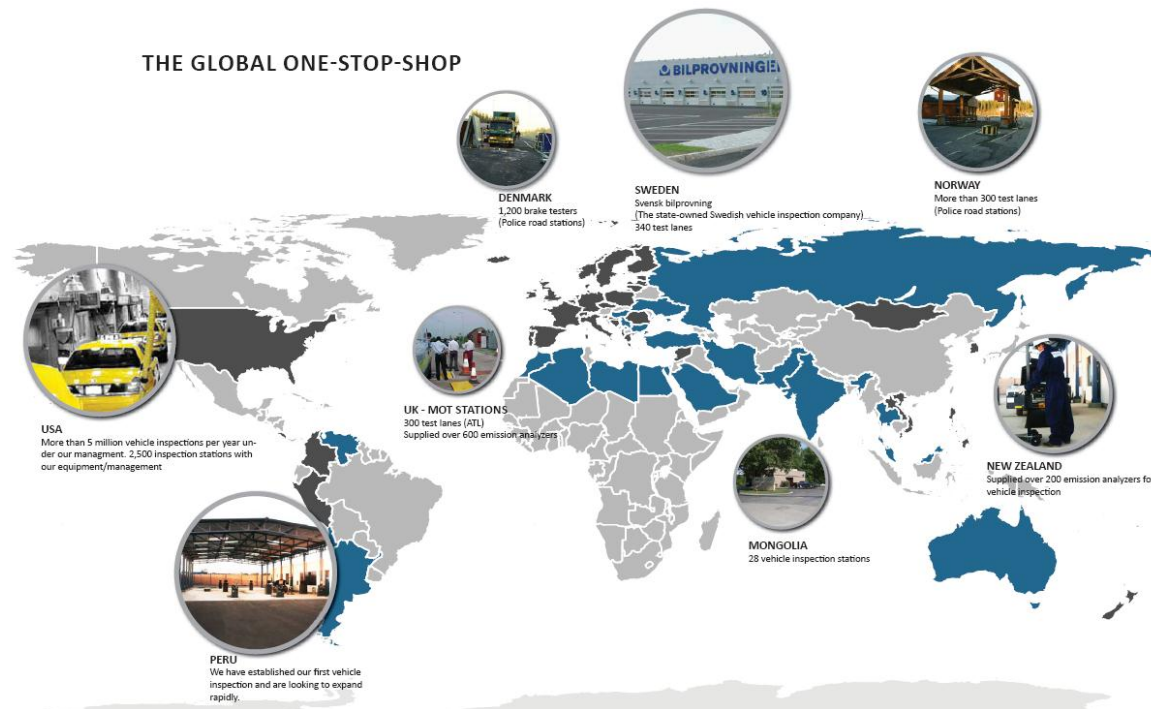 THE GLOBAL ONE-STOP-SHOP
BILPROVNINGE
DENMARK
1,200 brake testers
(Police road stations)
SWEDEN
Svensk bilprovning
(The state-owned Swedish vehicle inspection company)
340 test lanes
NORWAY
More than 300 test lanes
(Police road stations)
USA
More than 5 million vehicle inspections per year un-
der our managment. 2,500 inspection stations with
our equipment/management
UK - MOT STATIONS
300 test lanes (ATL)
Supplied over 600 emission analyzers
NEW ZEALAND
Supplied over 200 emission analyzers fo
vehicle inspection
MONGOLIA
28 vehicle inspection stations
PERU
We have established our first vehicle
inspection and are looking to expand
rapidly.